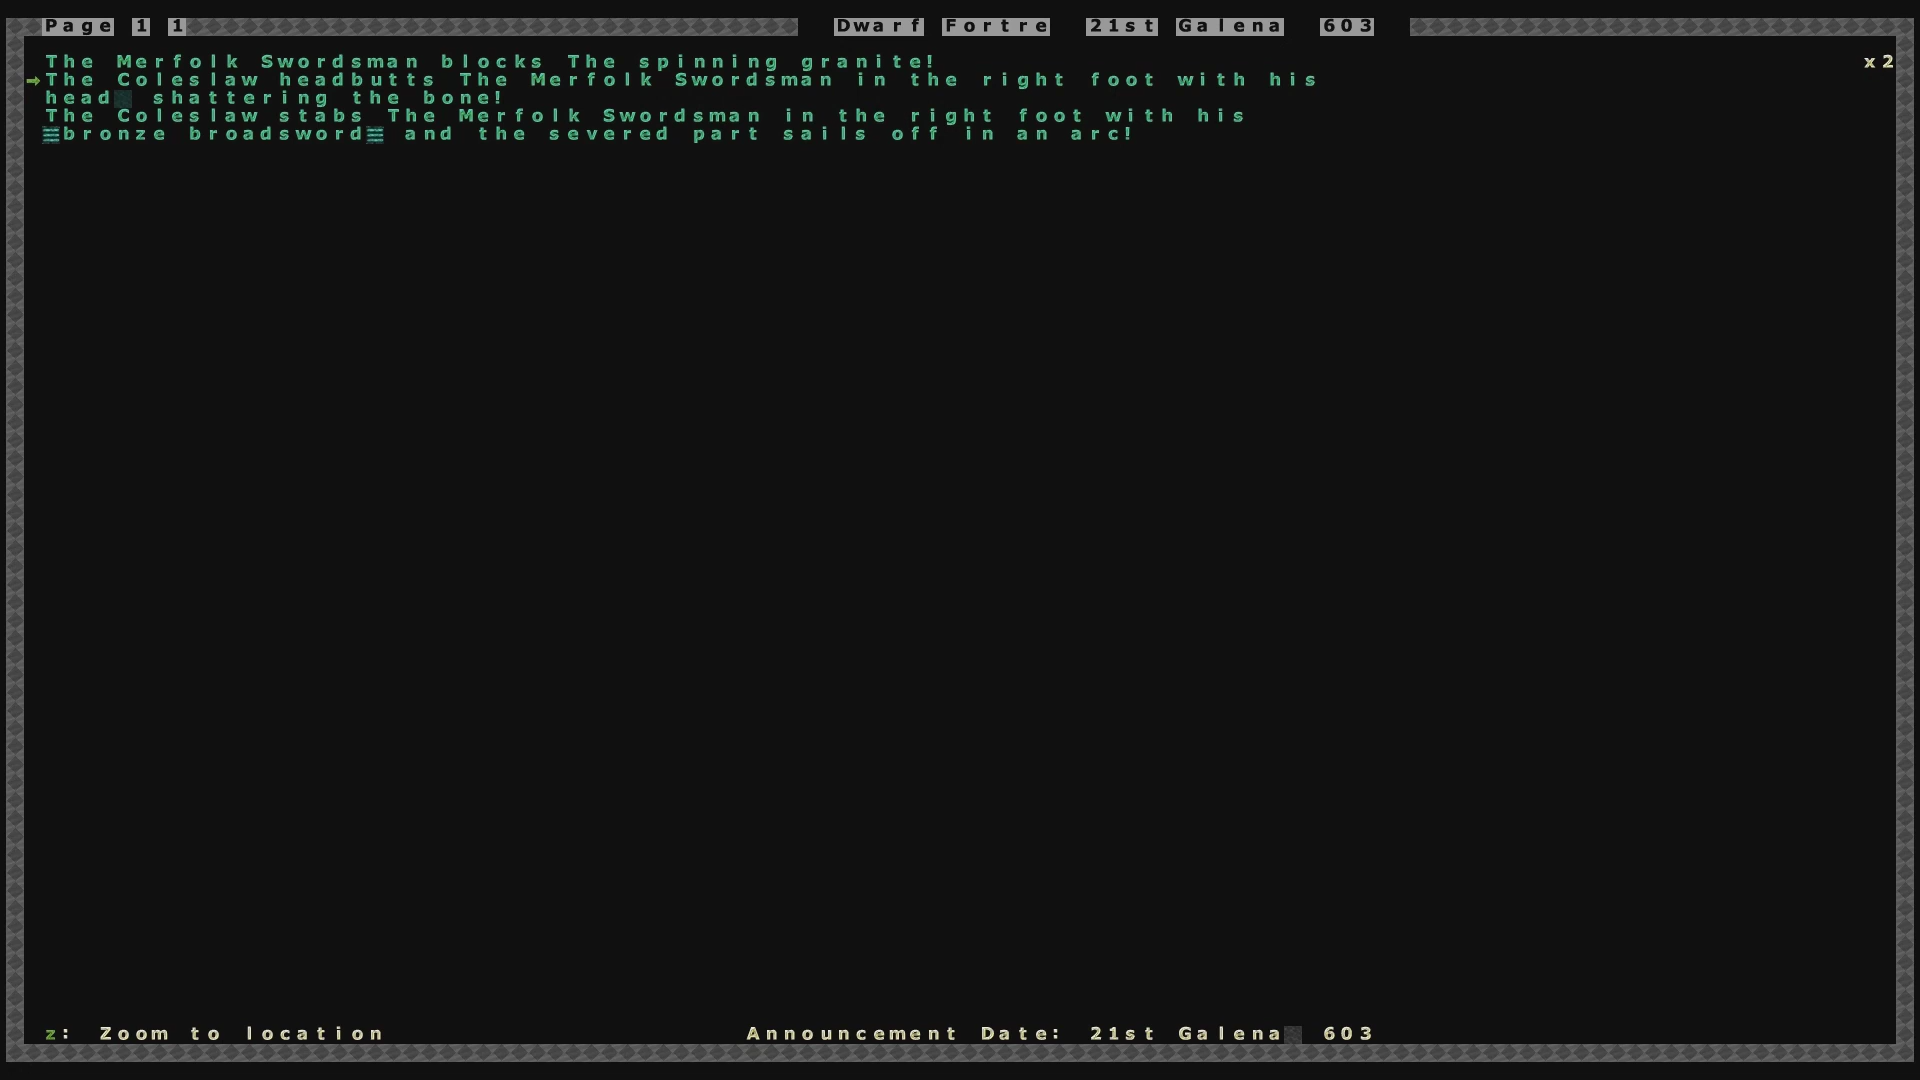 Page 1 1 Dwarf Fortre 21st Galena 603
The Merfolk Swordsman blocks The spinning granite! x2
The Coleslaw headbutts The Merfolk Swordsman in the right foot with his
head shattering the bone!
The Coleslaw stabs The Merfolk Swordsman in the right foot with his
≡bronze broadsword≡ and the severed part sails off in an arc!
z: Zoom to location Announcement Date: 21st Galena 603